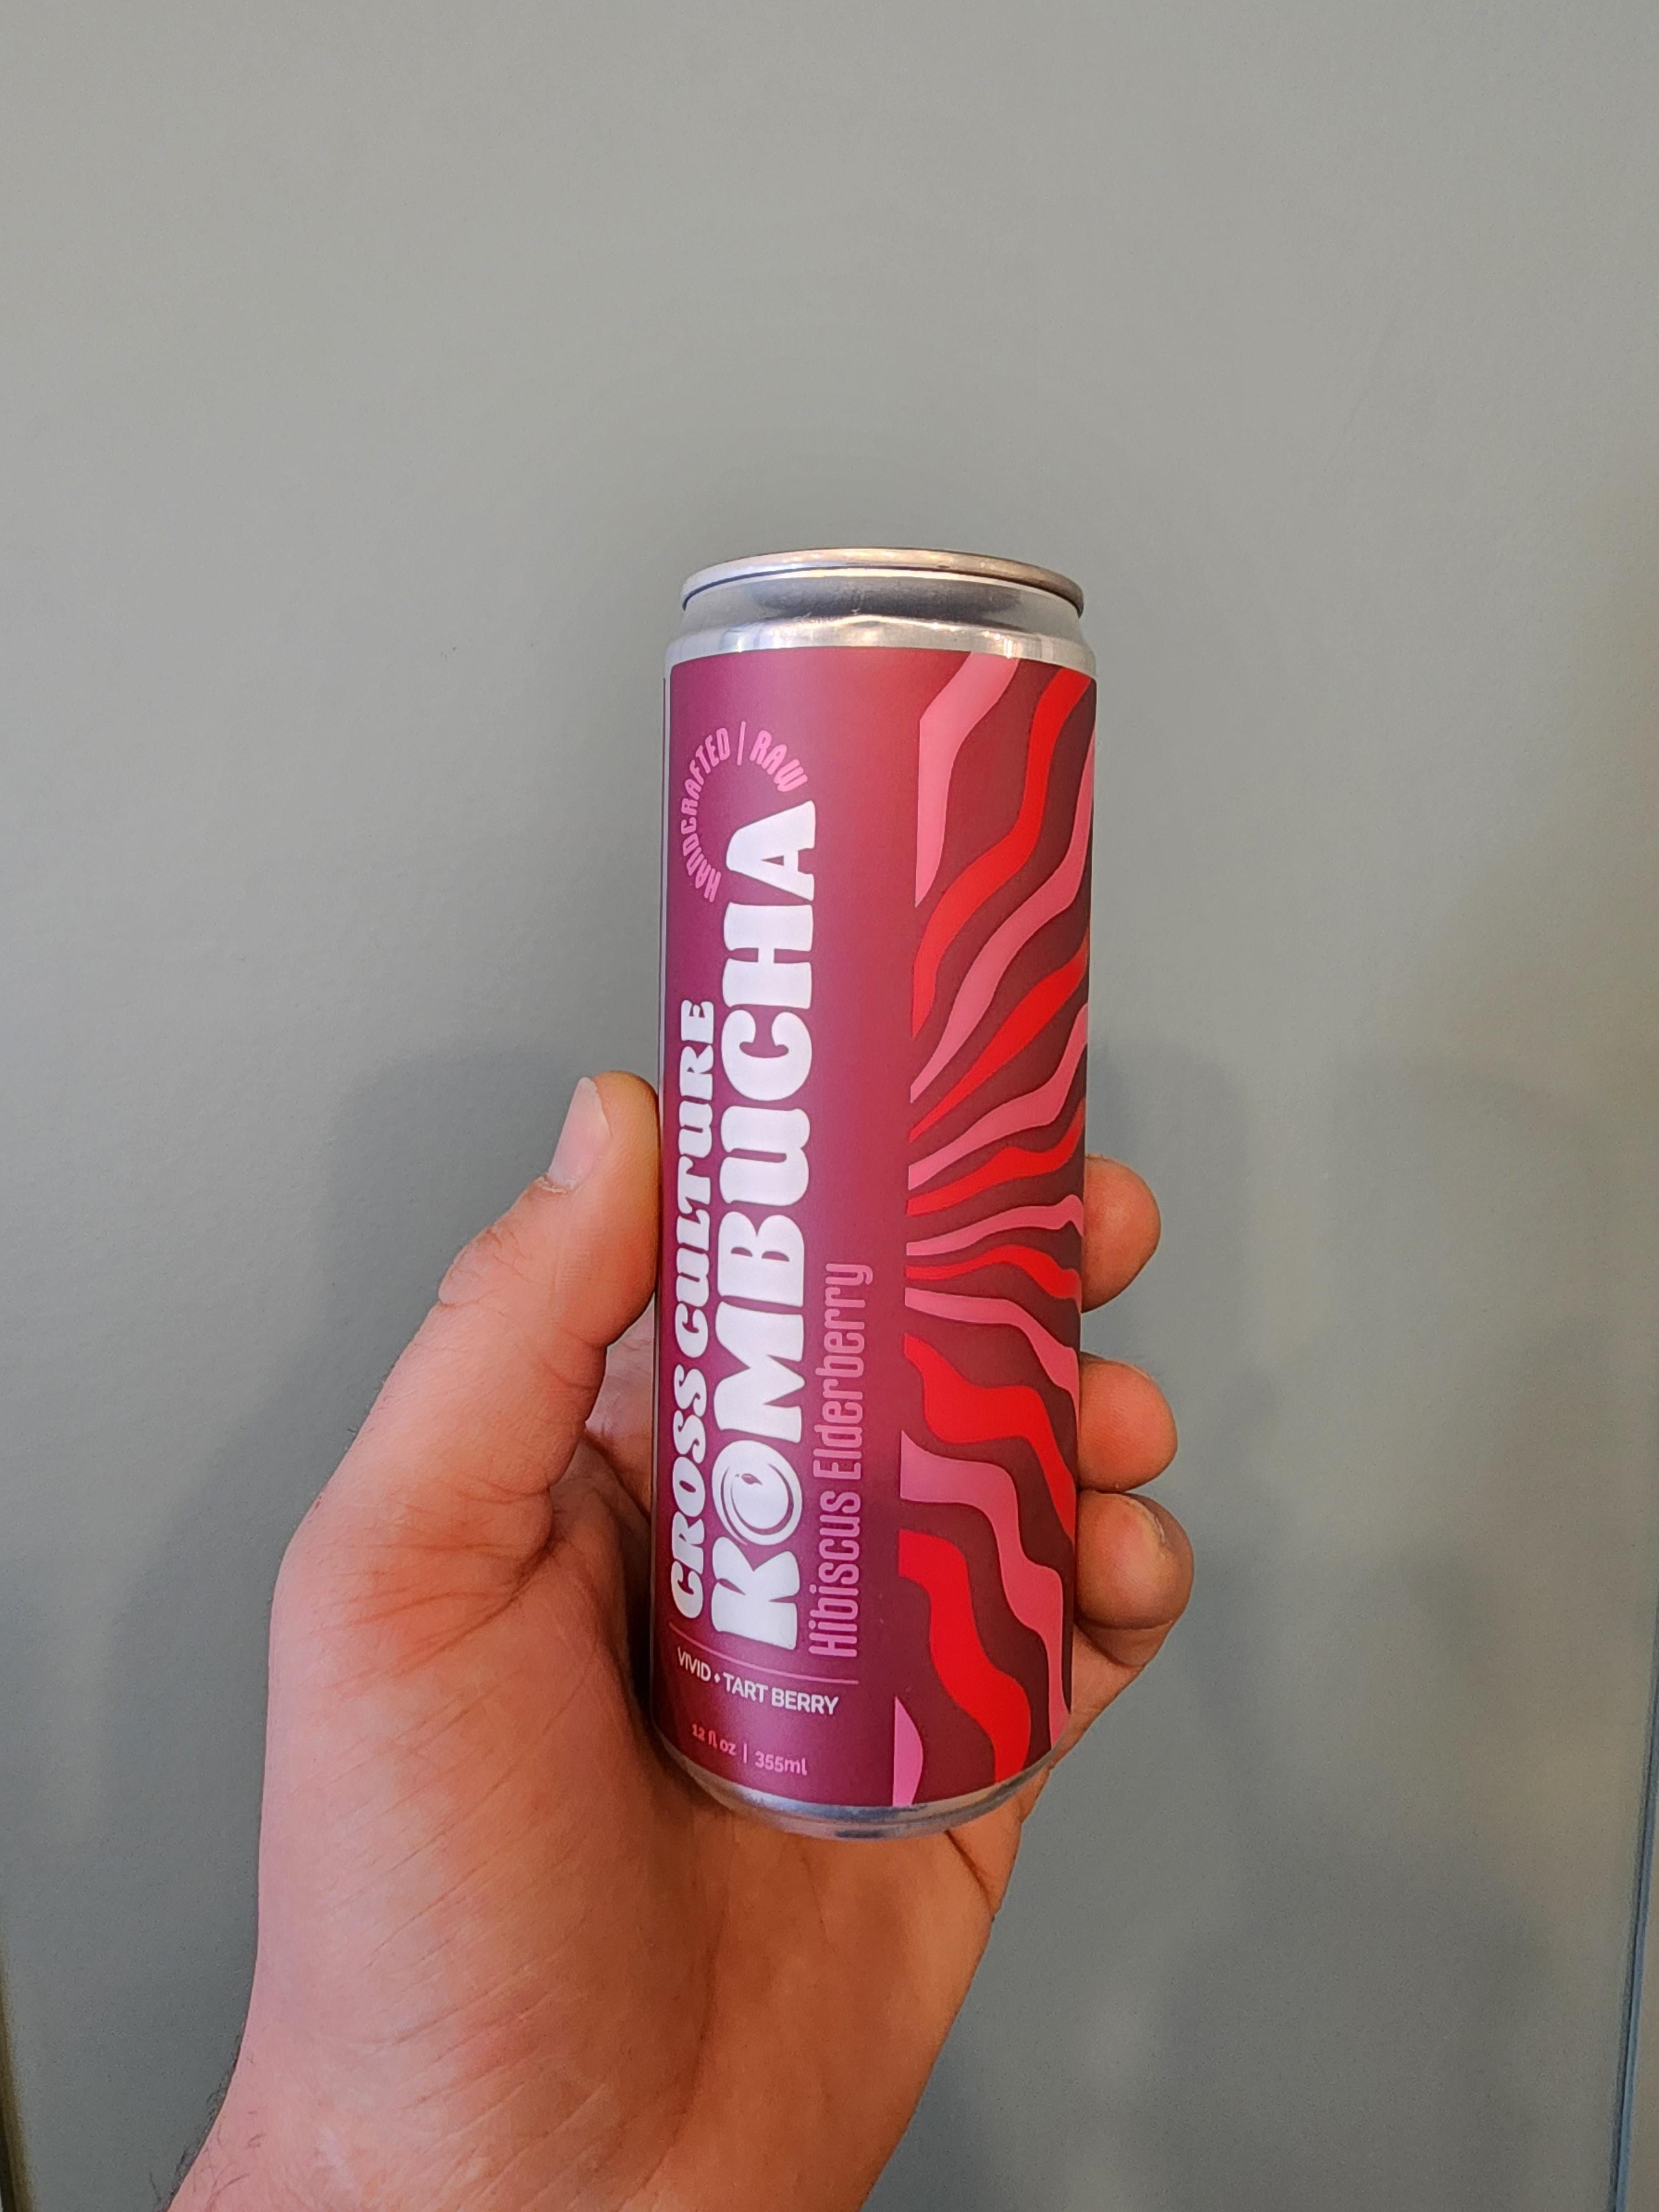 HANDCRAFTED | RAW
CROSS CULTURE
KOMBUCHA
Hibiscus Elderberry
VIVID • TART BERRY
12 fl oz | 355ml